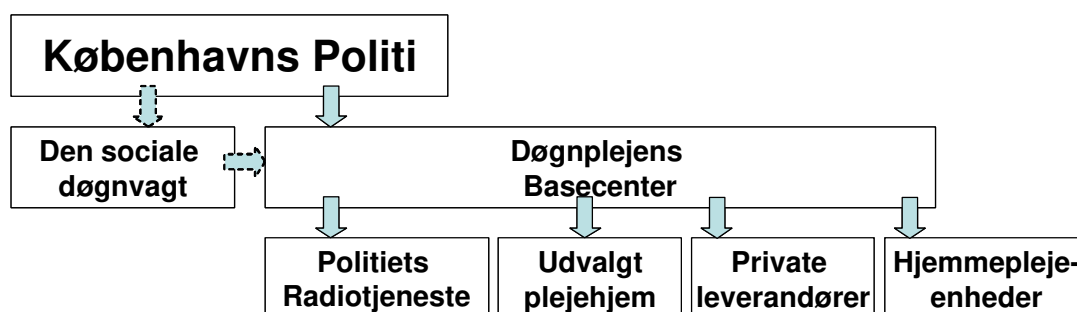 Københavns Politi
Den sociale
døgnvagt
Døgnplejens
Basecenter
Politiets
Radiotjeneste
Udvalgt
plejehjem
Private
leverandører
Hjemmepleje-
enheder